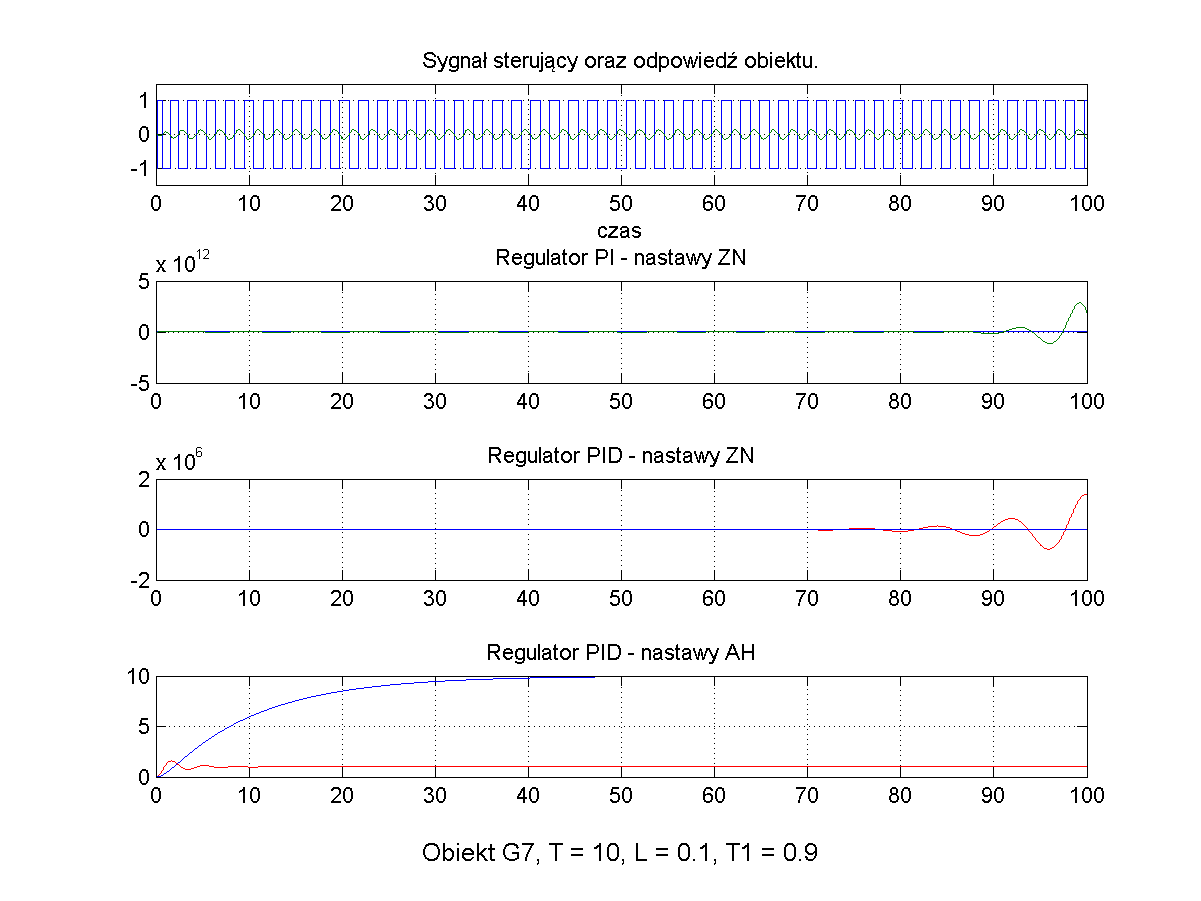 Sygnał sterujący oraz odpowiedź obiektu.
1
0
-1
0 10 20 30 40 50 60 70 80 90 100
czas
Regulator PI - nastawy ZN
x 10^12
5
0
-5
0 10 20 30 40 50 60 70 80 90 100
Regulator PID - nastawy ZN
x 10^6
2
0
-2
0 10 20 30 40 50 60 70 80 90 100
Regulator PID - nastawy AH
10
5
0
0 10 20 30 40 50 60 70 80 90 100
Obiekt G7, T = 10, L = 0.1, T1 = 0.9